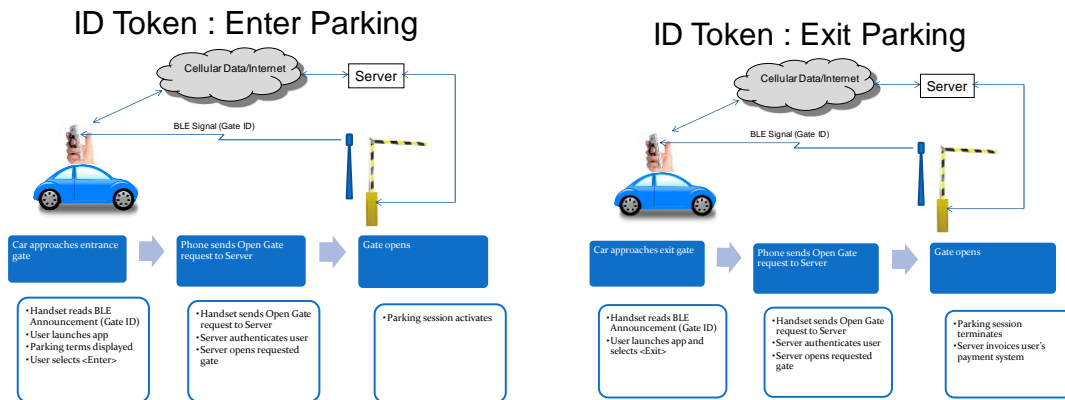 ID Token : Enter Parking
Cellular Data/Internet
Server
BLE Signal (Gate ID)
Car approaches entrance
gate
Phone sends Open Gate
request to Server
Gate opens
•Handset reads BLE
Announcement (Gate ID)
•User launches app
•Parking terms displayed
•User selects <Enter>
•Handset sends Open Gate
request to Server
•Server authenticates user
•Server opens requested
gate
•Parking session activates
ID Token : Exit Parking
Cellular Data/Internet
Server
BLE Signal (Gate ID)
Car approaches exit gate
Phone sends Open Gate
request to Server
Gate opens
•Handset reads BLE
Announcement (Gate ID)
•User launches app and
selects <Exit>
•Handset sends Open Gate
request to Server
•Server authenticates user
•Server opens requested
gate
•Parking session
terminates
•Server invoices user's
payment system